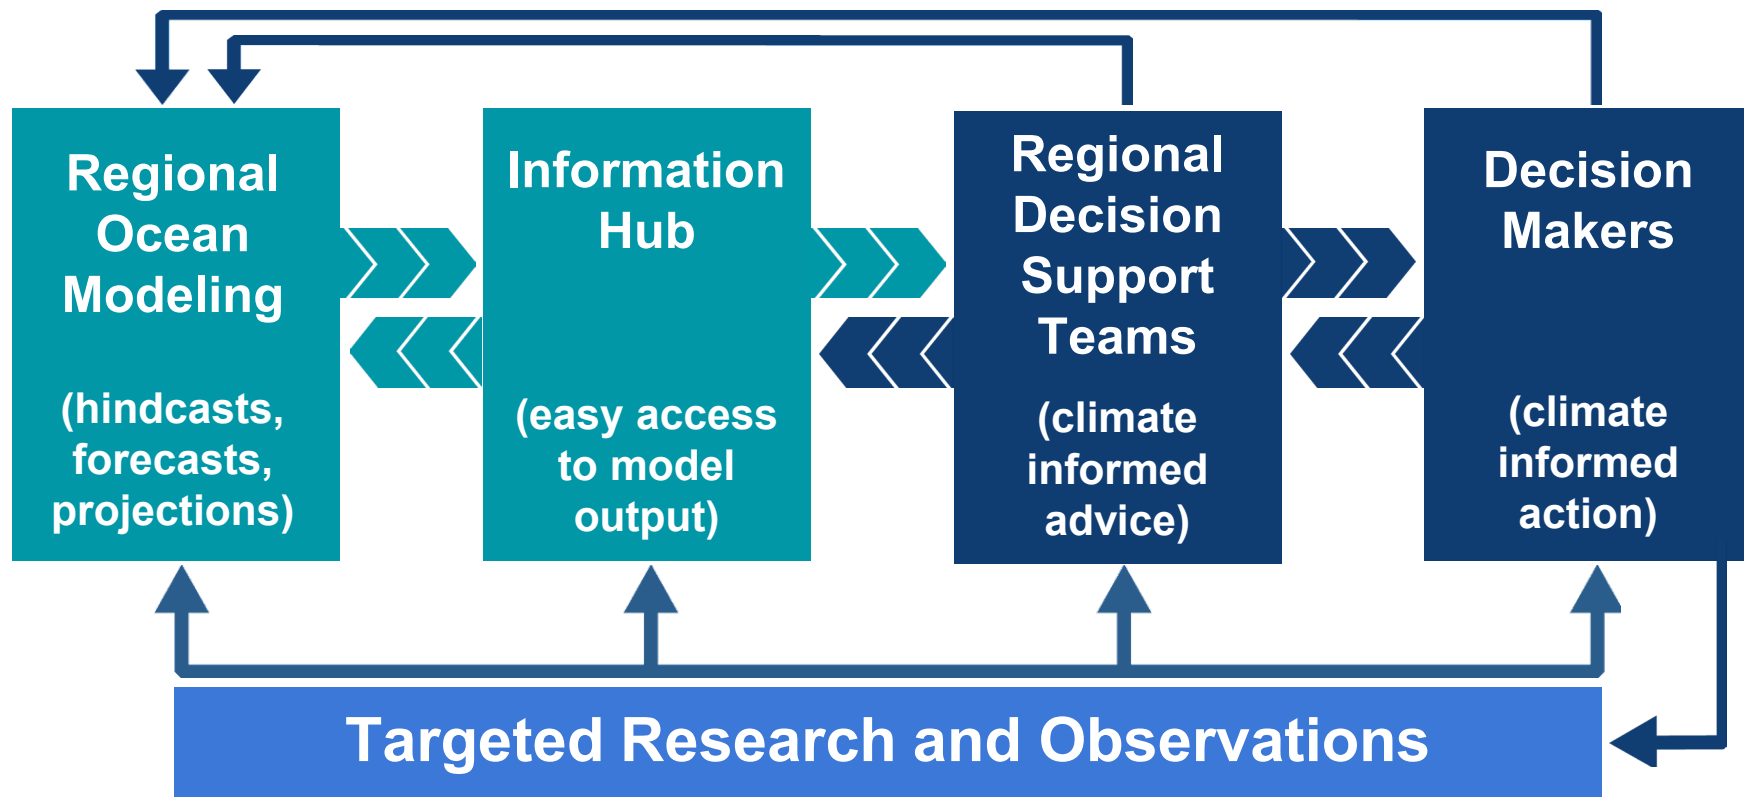 Regional
Ocean
Modeling
(hindcasts,
forecasts,
projections)
Information
Hub
(easy access
to model
output)
Regional
Decision
Support
Teams
(climate
informed
advice)
Decision
Makers
(climate
informed
action)
Targeted Research and Observations